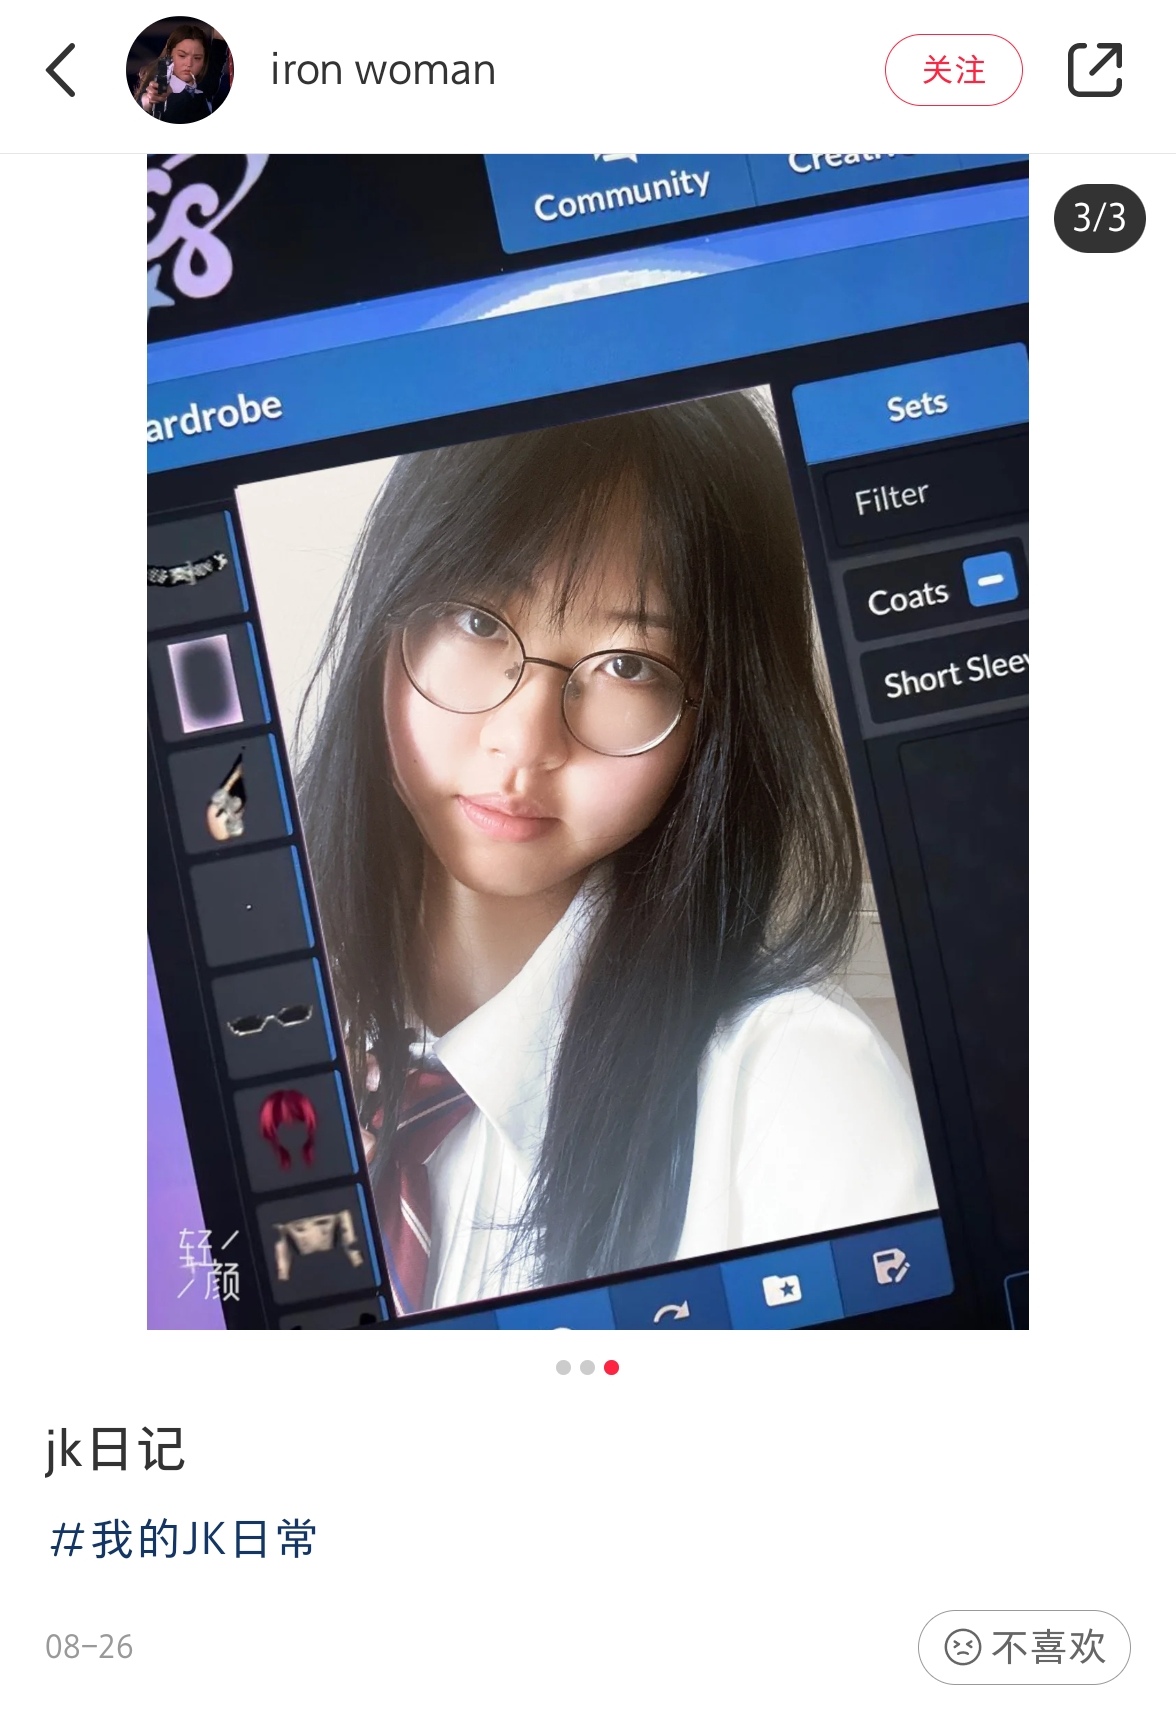 iron woman
关注
3/3
Community
ardrobe
Sets
Filter
Coats
Short Slee
轻
颜
jk日记
#我的JK日常
08-26
不喜欢